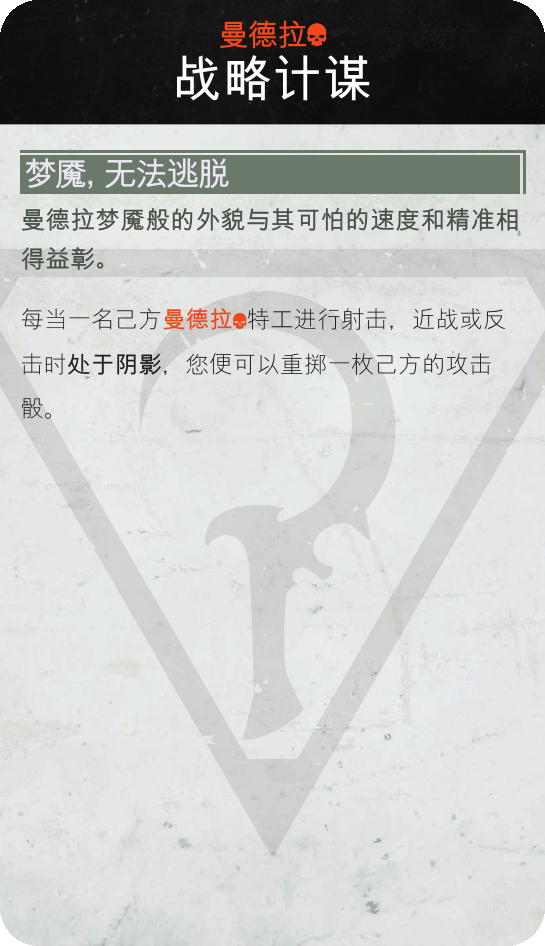 曼德拉
战略计谋
梦魇, 无法逃脱
曼德拉梦魇般的外貌与其可怕的速度和精准相
得益彰。
每当一名己方曼德拉特工进行射击，近战或反
击时处于阴影，您便可以重掷一枚己方的攻击
骰。